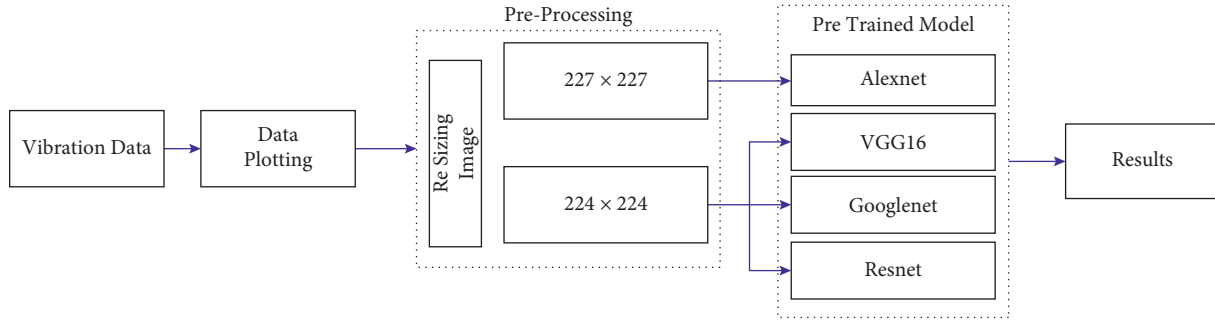 Vibration Data
Data
Plotting
Pre-Processing
Re Sizing
Image
227 × 227
224 × 224
Pre Trained Model
Alexnet
VGG16
Googlenet
Resnet
Results